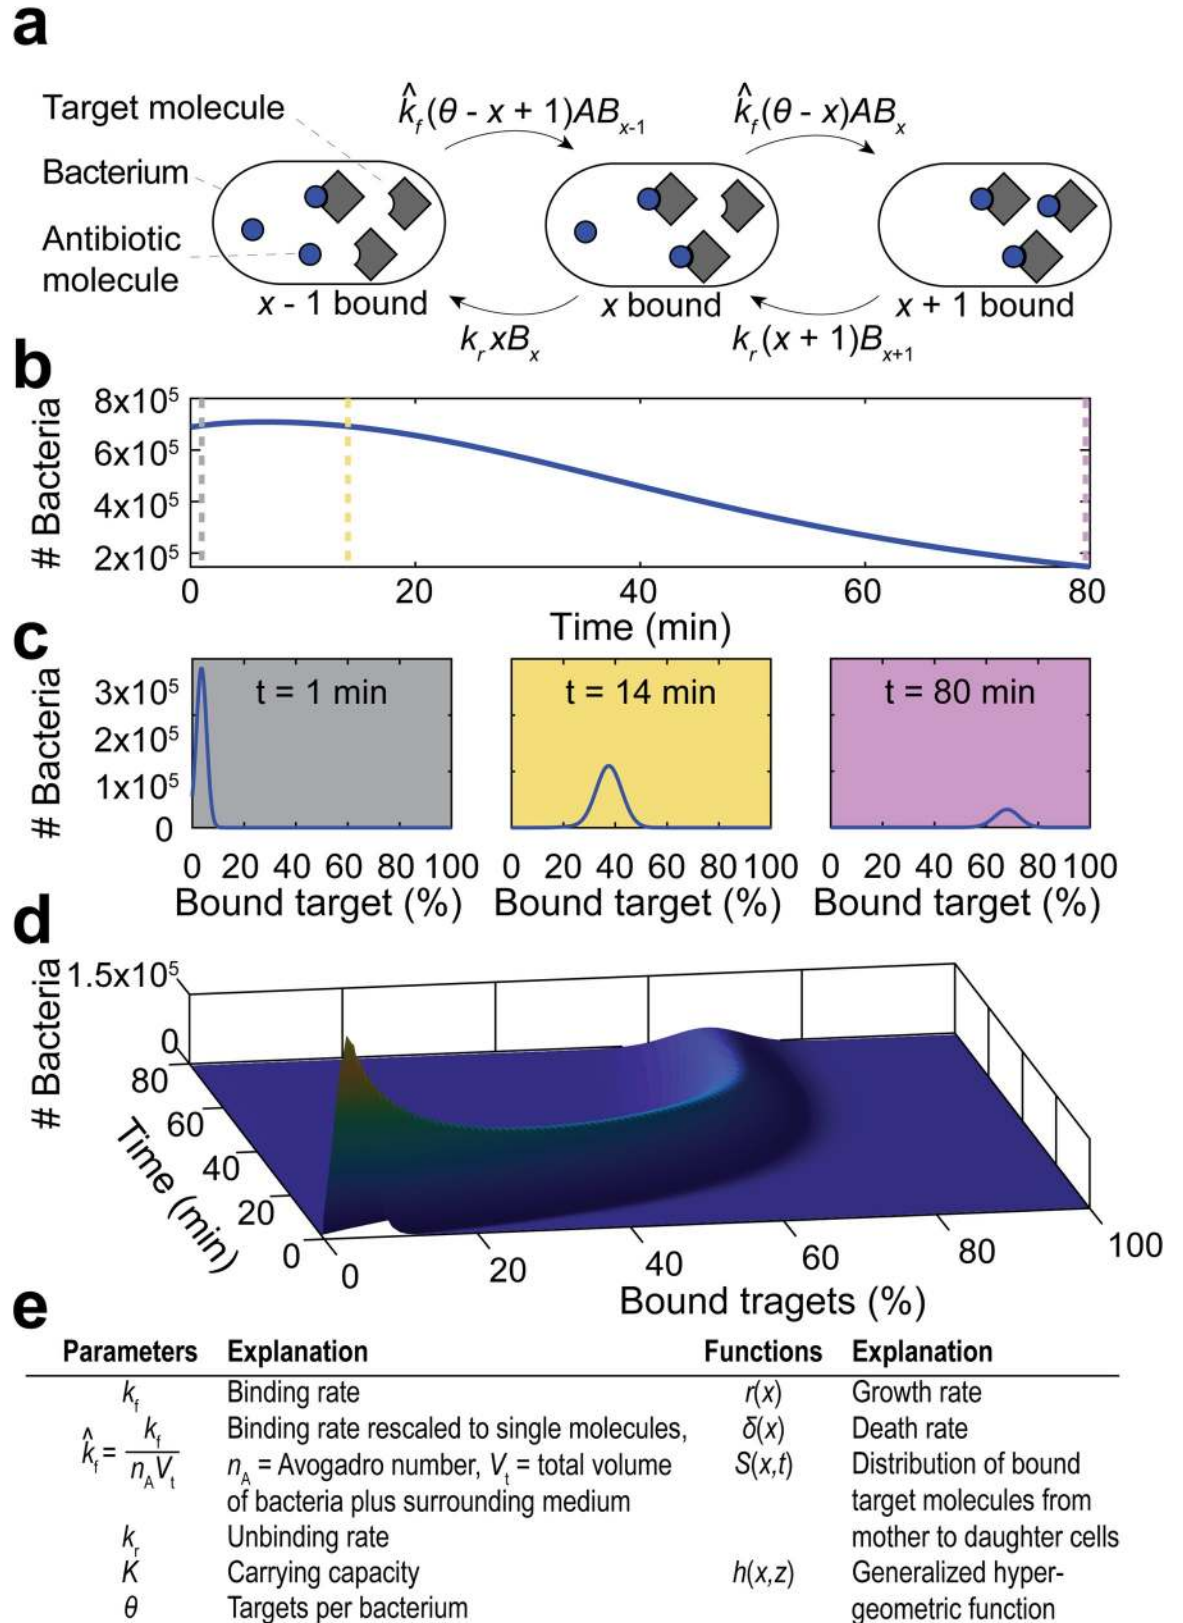 a
Target molecule
Bacterium
Antibiotic
molecule
k̂f(θ - x + 1)ABx-1
k̂f(θ - x)ABx
x - 1 bound
x bound
x + 1 bound
kr xBx
kr(x + 1)Bx+1
b
# Bacteria
8x10⁵
6x10⁵
4x10⁵
2x10⁵
0 20 40 60 80
Time (min)
c
# Bacteria
3x10⁵
2x10⁵
1x10⁵
0
t = 1 min
t = 14 min
t = 80 min
0 20 40 60 80 100
0 20 40 60 80 100
0 20 40 60 80 100
Bound target (%)
Bound target (%)
Bound target (%)
d
# Bacteria
1.5x10⁵
0
80
60
40
20
0
Time (min)
0 20 40 60 80 100
Bound tragets (%)
e
Parameters Explanation Functions Explanation
kf Binding rate r(x) Growth rate
k̂f = kf / nAVt Binding rate rescaled to single molecules, δ(x) Death rate
nA = Avogadro number, Vt = total volume S(x,t) Distribution of bound
of bacteria plus surrounding medium target molecules from
kr Unbinding rate mother to daughter cells
K Carrying capacity h(x,z) Generalized hyper-
θ Targets per bacterium geometric function